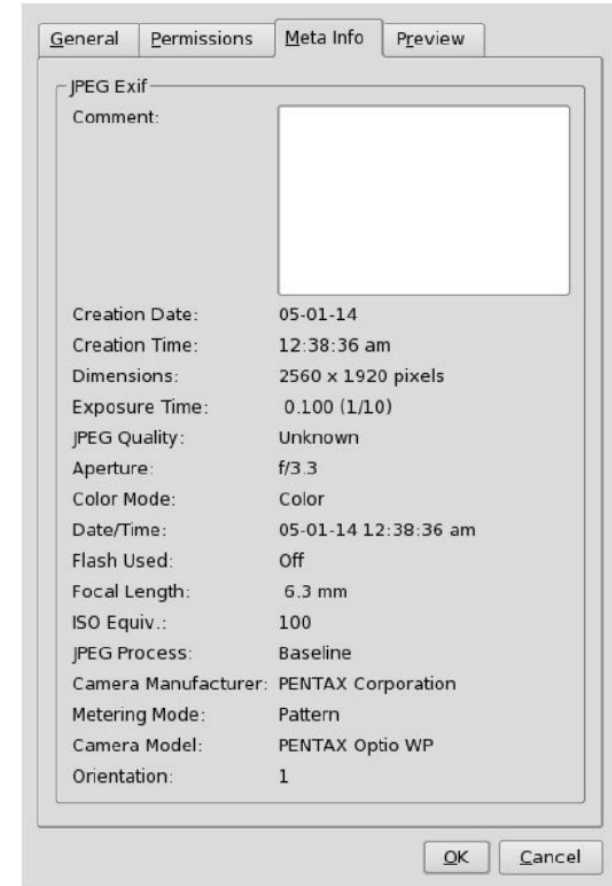 General Permissions Meta Info Preview
JPEG Exif
Comment:
Creation Date: 05-01-14
Creation Time: 12:38:36 am
Dimensions: 2560 x 1920 pixels
Exposure Time: 0.100 (1/10)
JPEG Quality: Unknown
Aperture: f/3.3
Color Mode: Color
Date/Time: 05-01-14 12:38:36 am
Flash Used: Off
Focal Length: 6.3 mm
ISO Equiv.: 100
JPEG Process: Baseline
Camera Manufacturer: PENTAX Corporation
Metering Mode: Pattern
Camera Model: PENTAX Optio WP
Orientation: 1
OK Cancel